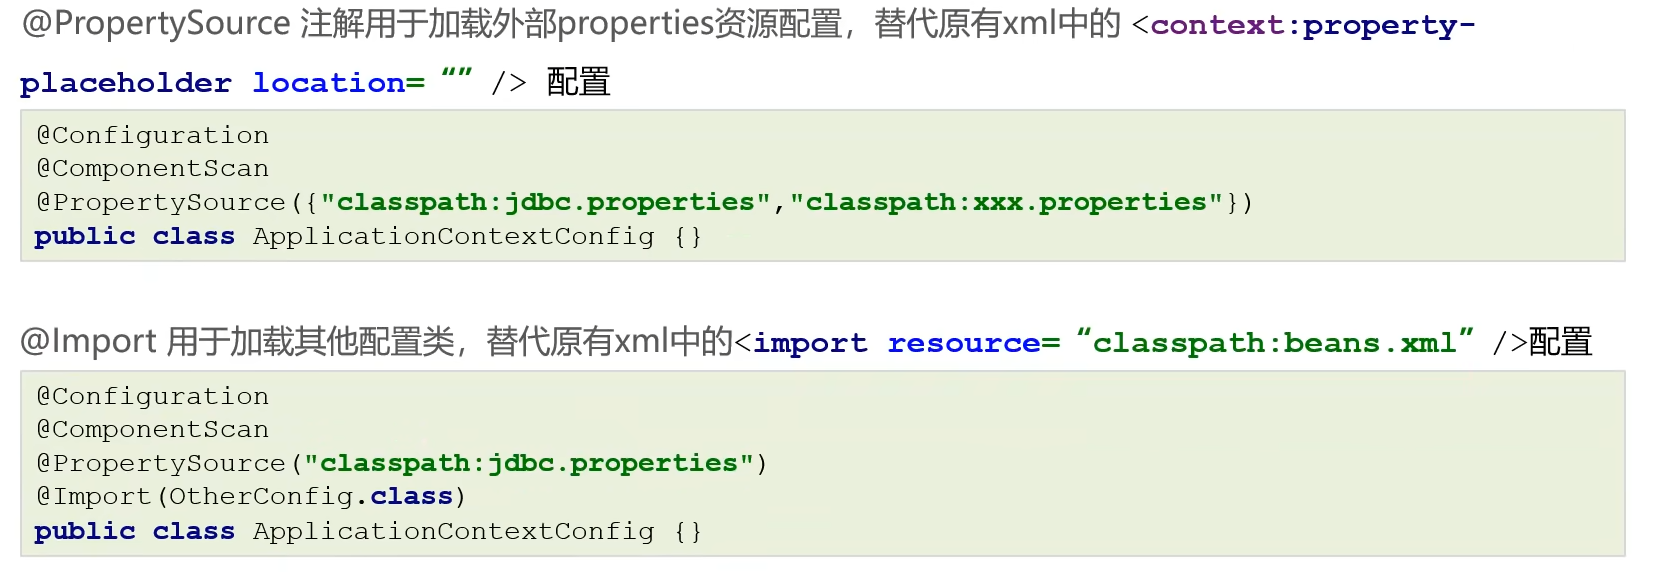 @PropertySource 注解用于加载外部properties资源配置，替代原有xml中的 <context:property-
placeholder location= “” /> 配置
@Configuration
@ComponentScan
@PropertySource({"classpath:jdbc.properties","classpath:xxx.properties"})
public class ApplicationContextConfig {}
@Import 用于加载其他配置类，替代原有xml中的<import resource= “classpath:beans.xml” />配置
@Configuration
@ComponentScan
@PropertySource("classpath:jdbc.properties")
@Import(OtherConfig.class)
public class ApplicationContextConfig {}